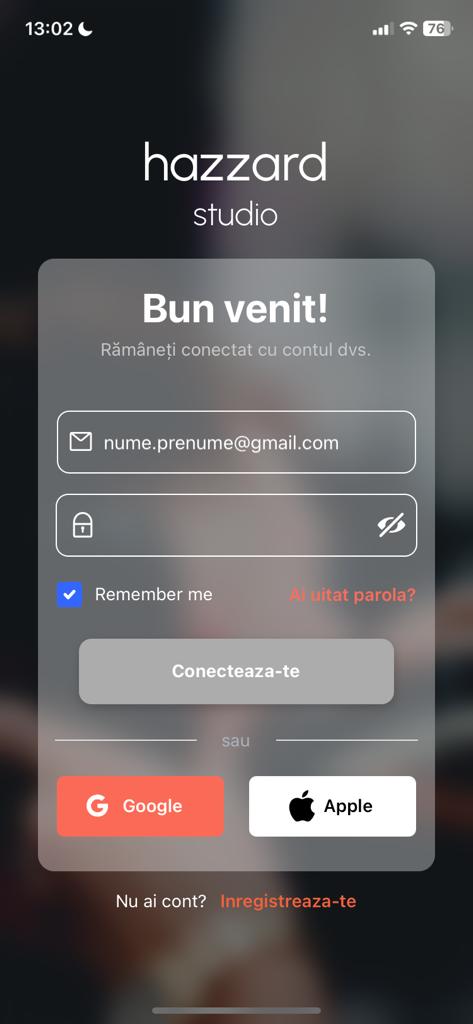 13:02
76
hazzard
studio
Bun venit!
Rămâneți conectat cu contul dvs.
nume.prenume@gmail.com
Remember me Ai uitat parola?
Conecteaza-te
sau
Google Apple
Nu ai cont? Inregistreaza-te